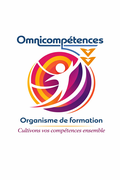 Omnicompétences
Organisme de formation
Cultivons vos compétences ensemble